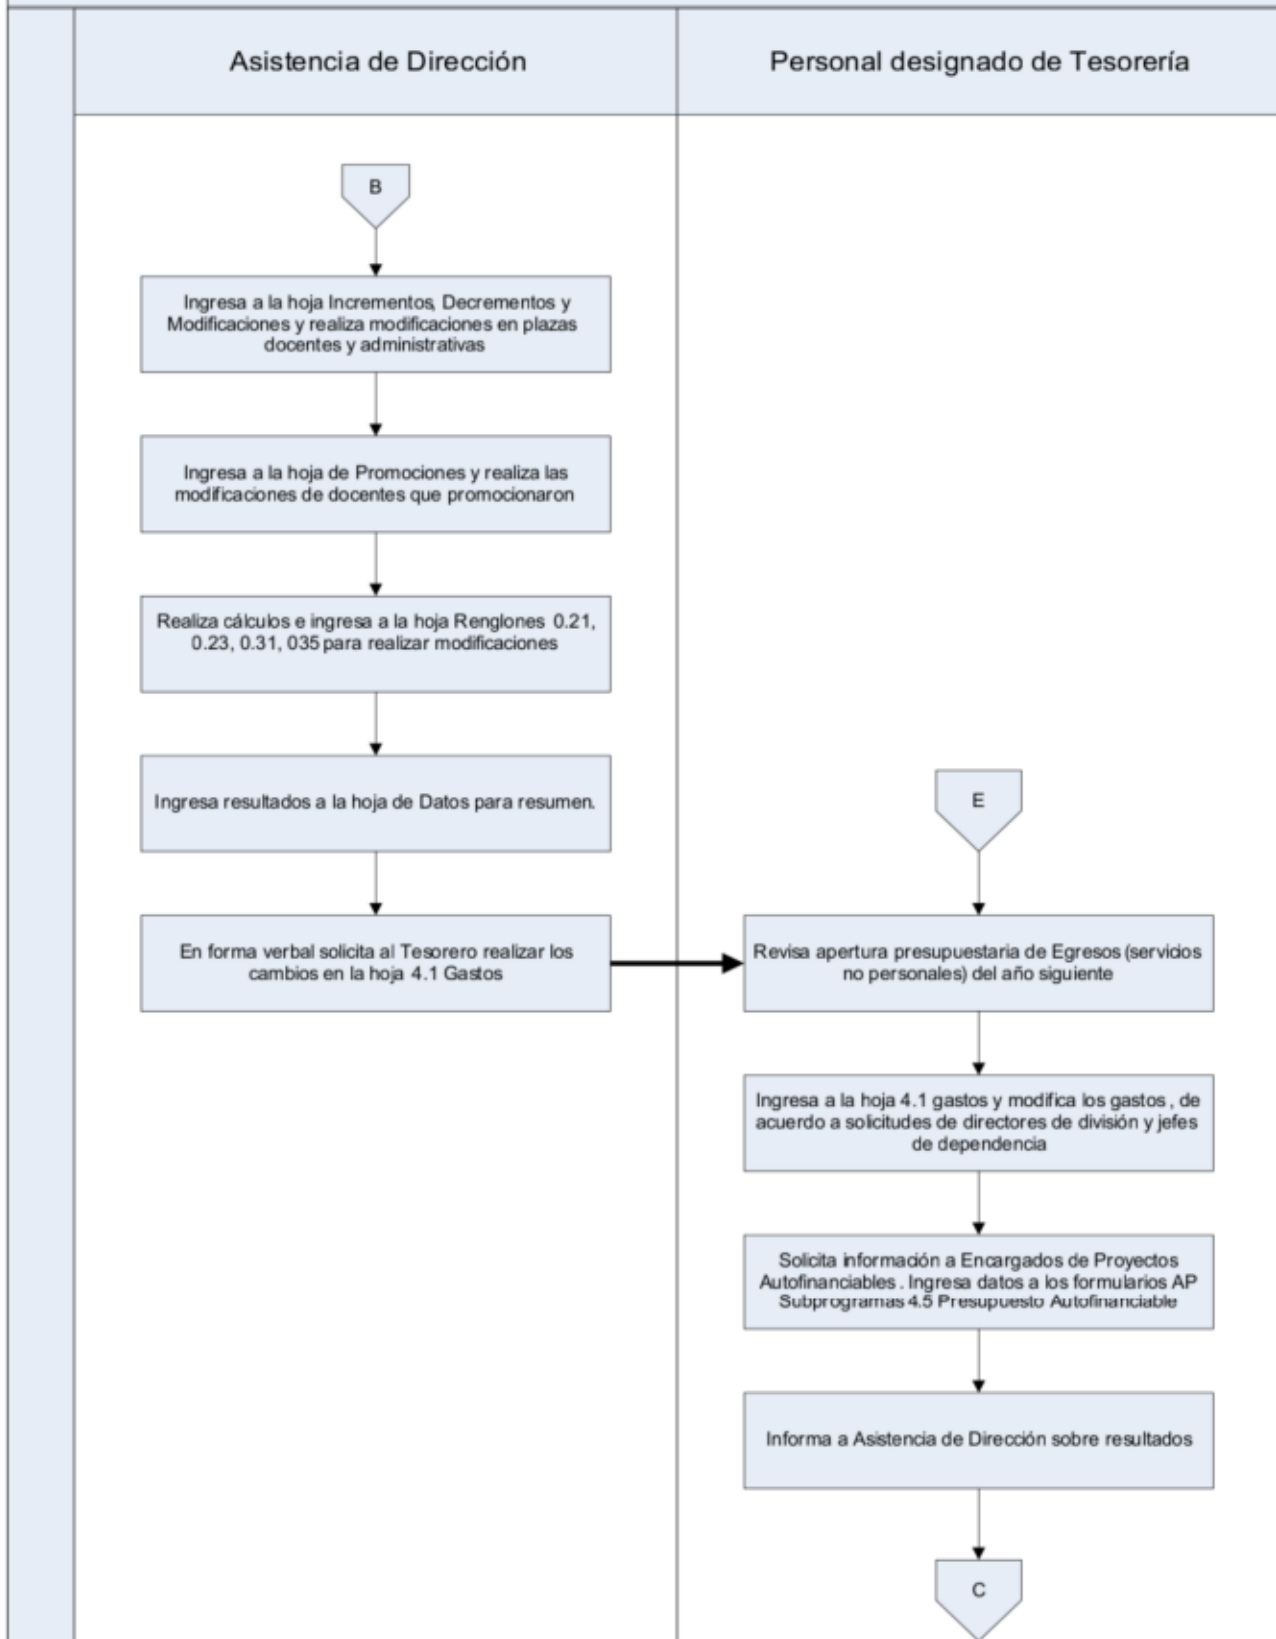 Asistencia de Dirección
Personal designado de Tesorería
B
Ingresa a la hoja Incrementos, Decrementos y
Modificaciones y realiza modificaciones en plazas
docentes y administrativas
Ingresa a la hoja de Promociones y realiza las
modificaciones de docentes que promocionaron
Realiza cálculos e ingresa a la hoja Renglones 0.21,
0.23, 0.31, 035 para realizar modificaciones
Ingresa resultados a la hoja de Datos para resumen.
En forma verbal solicita al Tesorero realizar los
cambios en la hoja 4.1 Gastos
E
Revisa apertura presupuestaria de Egresos (servicios
no personales) del año siguiente
Ingresa a la hoja 4.1 gastos y modifica los gastos , de
acuerdo a solicitudes de directores de división y jefes
de dependencia
Solicita información a Encargados de Proyectos
Autofinanciables . Ingresa datos a los formularios AP
Subprogramas 4.5 Presupuesto Autofinanciable
Informa a Asistencia de Dirección sobre resultados
C